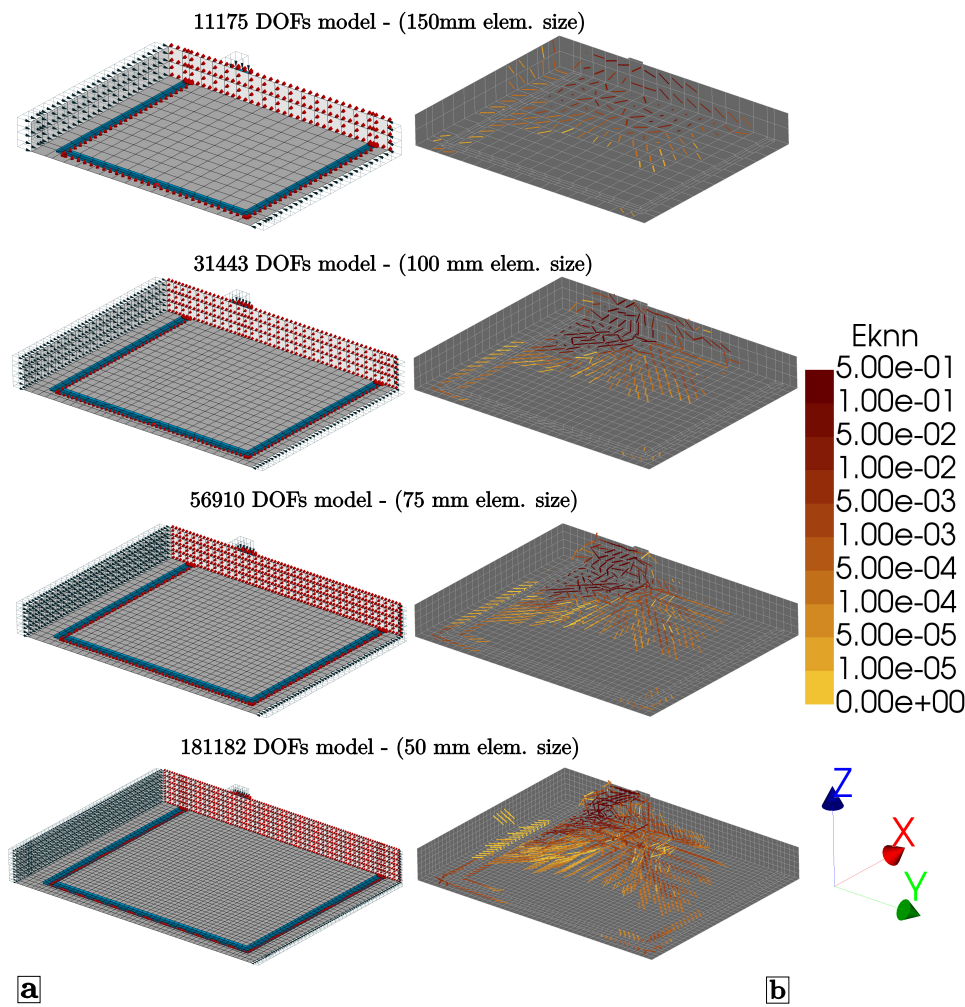 11175 DOFs model - (150mm elem. size)
31443 DOFs model - (100 mm elem. size)
56910 DOFs model - (75 mm elem. size)
181182 DOFs model - (50 mm elem. size)
Eknn
5.00e-01
1.00e-01
5.00e-02
1.00e-02
5.00e-03
1.00e-03
5.00e-04
1.00e-04
5.00e-05
1.00e-05
0.00e+00
Z
X
Y
a
b